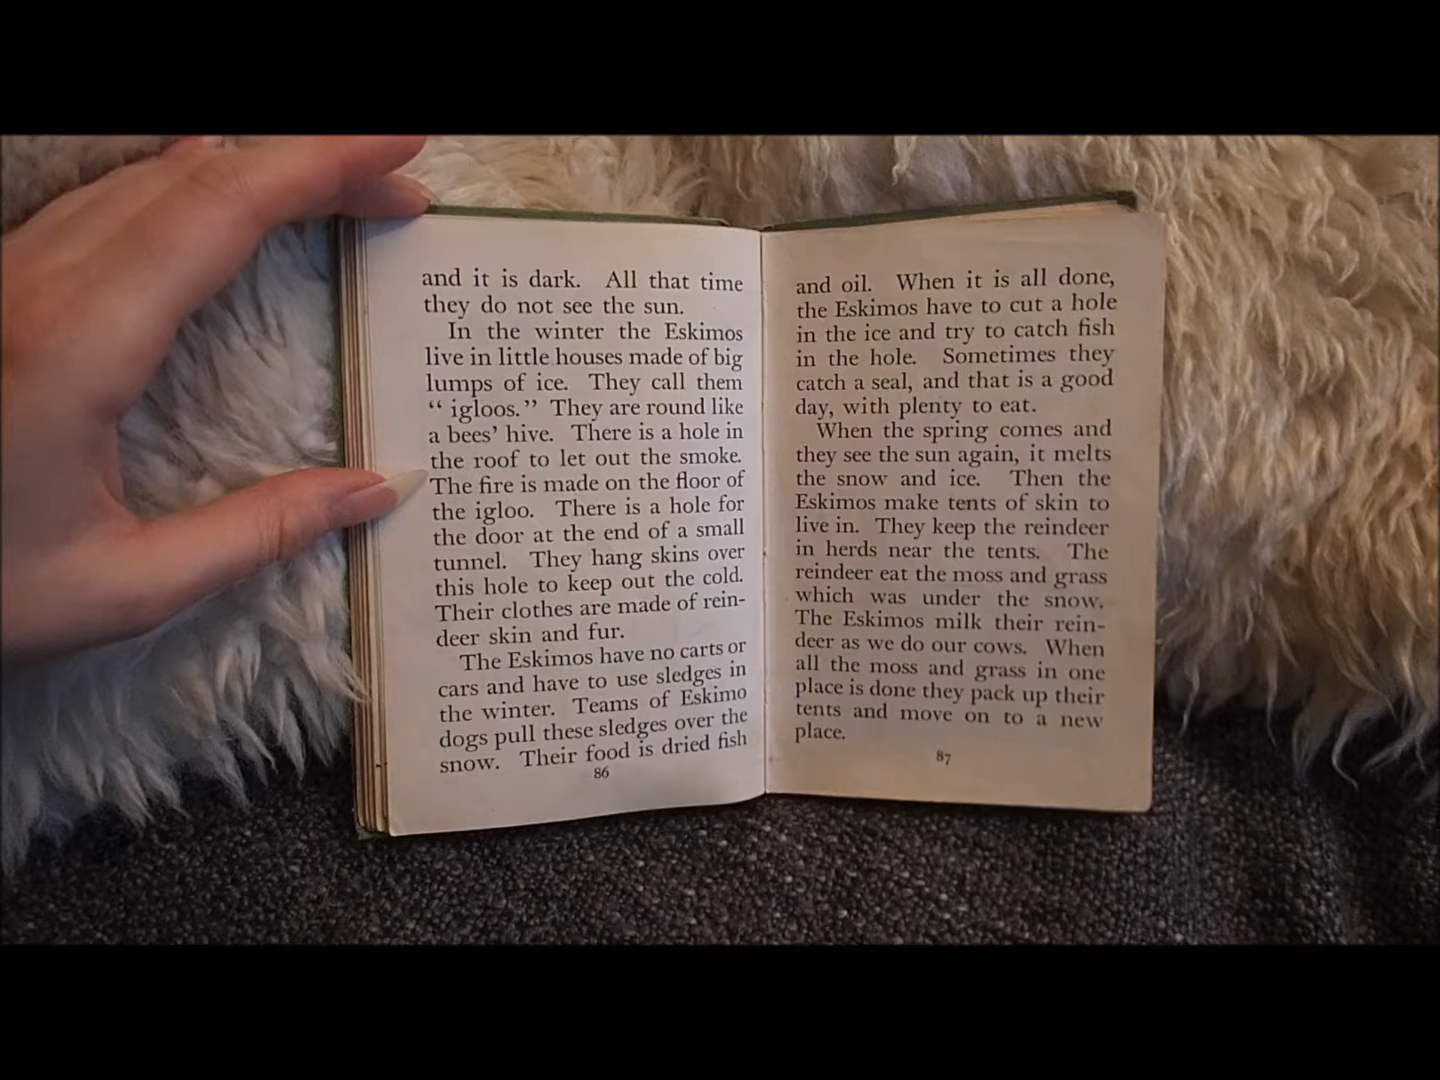 and it is dark. All that time
they do not see the sun.
In the winter the Eskimos
live in little houses made of big
lumps of ice. They call them
“ igloos.” They are round like
a bees’ hive. There is a hole in
the roof to let out the smoke.
The fire is made on the floor of
the igloo. There is a hole for
the door at the end of a small
tunnel. They hang skins over
this hole to keep out the cold.
Their clothes are made of rein-
deer skin and fur.
The Eskimos have no carts or
cars and have to use sledges in
the winter. Teams of Eskimo
dogs pull these sledges over the
snow. Their food is dried fish
86
and oil. When it is all done,
the Eskimos have to cut a hole
in the ice and try to catch fish
in the hole. Sometimes they
catch a seal, and that is a good
day, with plenty to eat.
When the spring comes and
they see the sun again, it melts
the snow and ice. Then the
Eskimos make tents of skin to
live in. They keep the reindeer
in herds near the tents. The
reindeer eat the moss and grass
which was under the snow.
The Eskimos milk their rein-
deer as we do our cows. When
all the moss and grass in one
place is done they pack up their
tents and move on to a new
place.
87